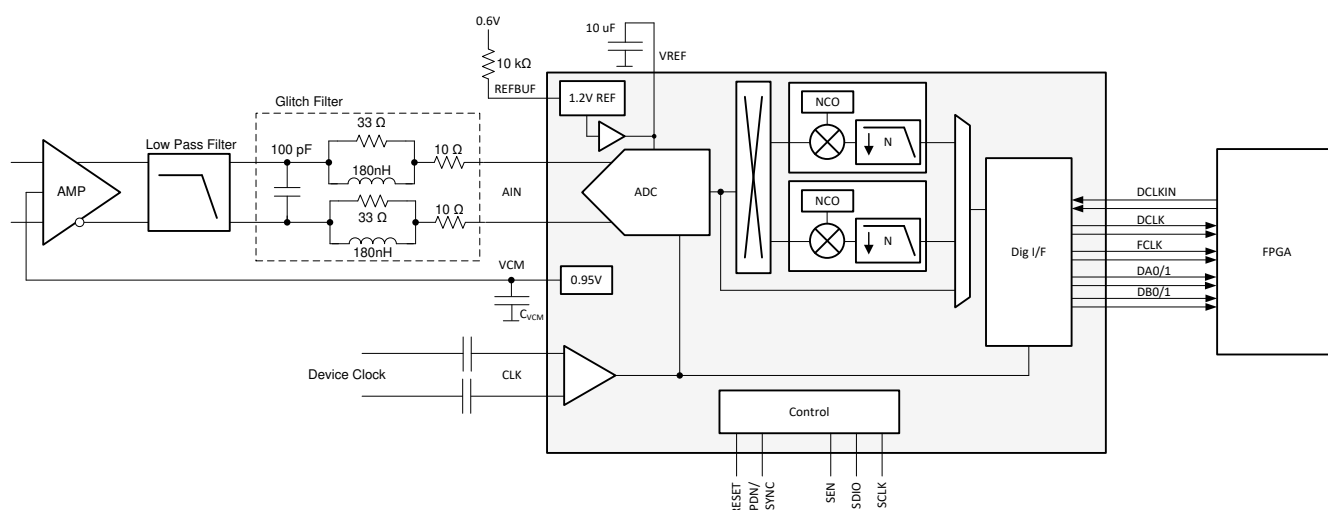 0.6V
10 uF
10 kΩ
VREF
REFBUF
1.2V REF
NCO
Glitch Filter
33 Ω
N
Low Pass Filter
100 pF
10 Ω
AMP
180nH
AIN
ADC
33 Ω
10 Ω
180nH
NCO
N
DCLKIN
DCLK
FCLK
DA0/1
DB0/1
Dig I/F
FPGA
VCM
0.95V
CVCM
Device Clock
CLK
Control
PDN/
SYNC
SEN
SDIO
SCLK